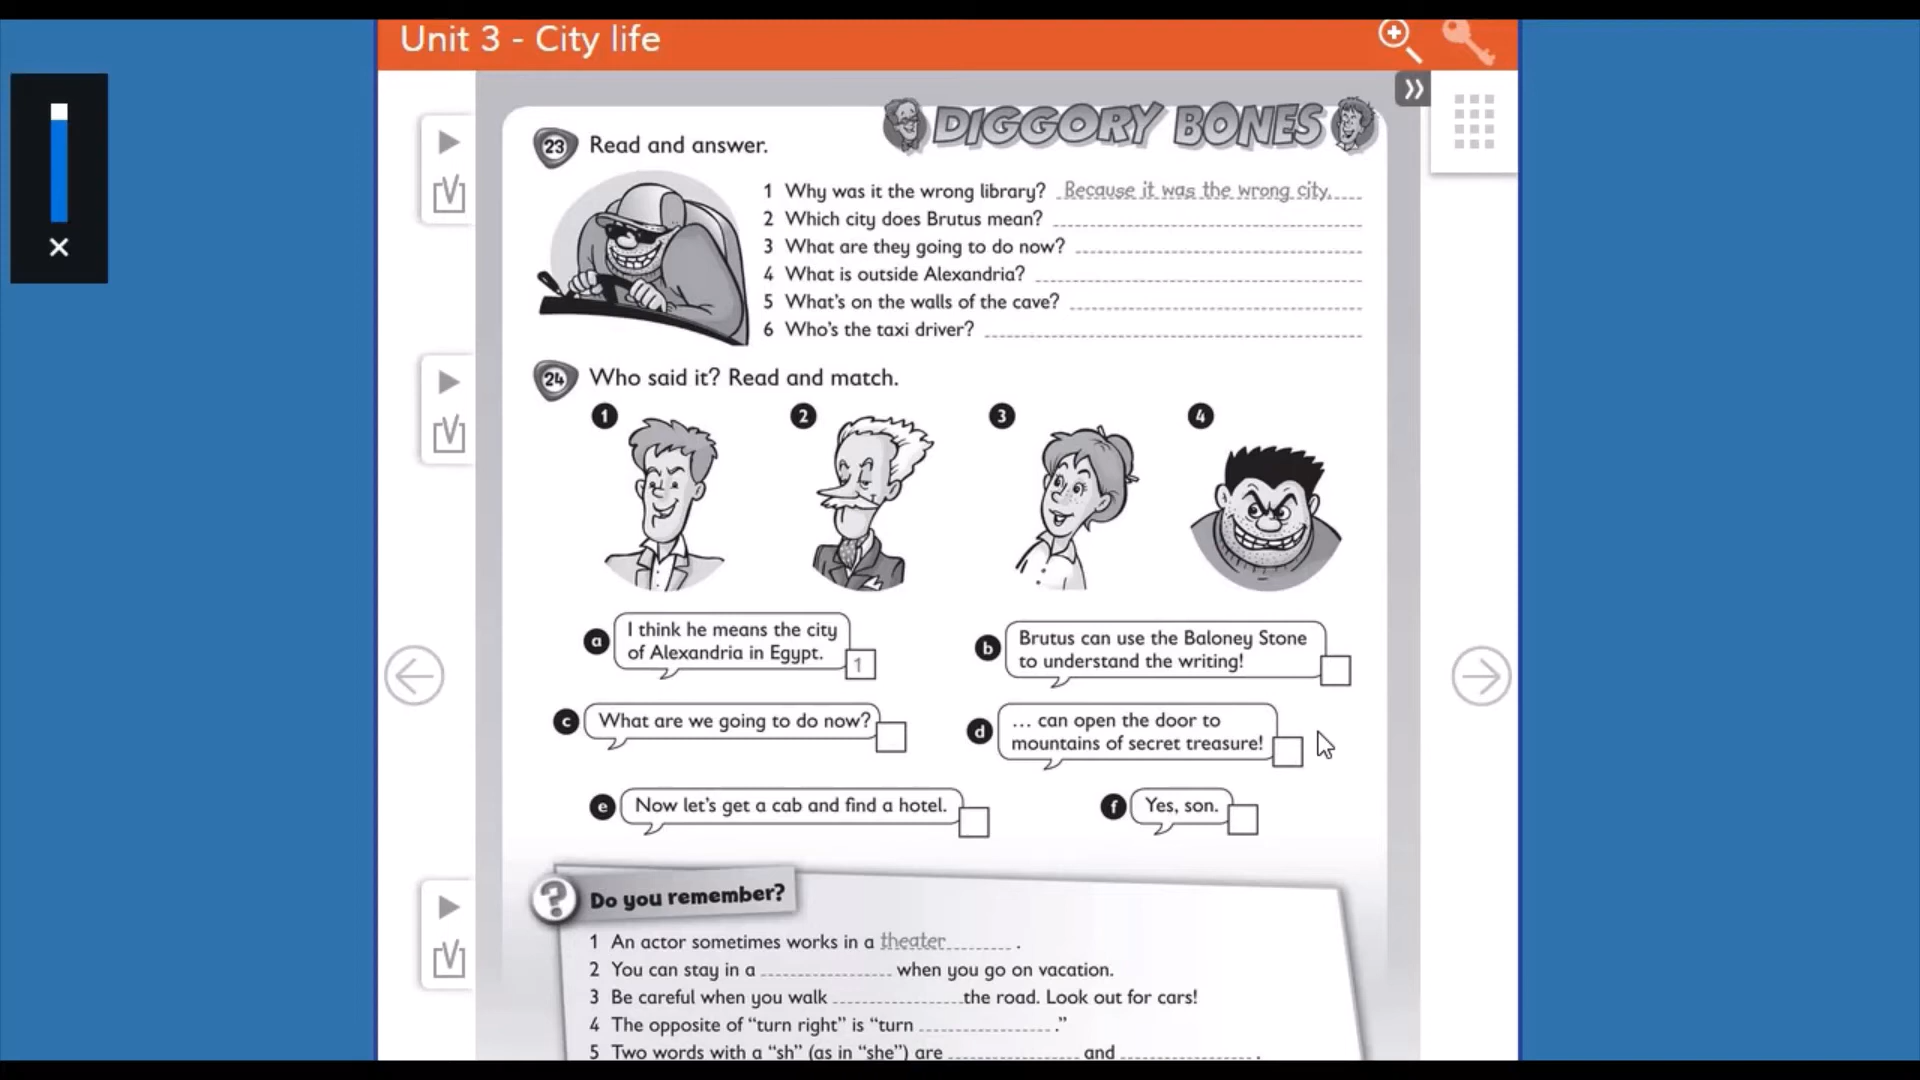 Unit 3 - City life
DIGGORY BONES
23 Read and answer.
1 Why was it the wrong library? Because it was the wrong city.
2 Which city does Brutus mean?
3 What are they going to do now?
4 What is outside Alexandria?
5 What's on the walls of the cave?
6 Who's the taxi driver?
24 Who said it? Read and match.
1 2 3 4
a I think he means the city
of Alexandria in Egypt. 1
b Brutus can use the Baloney Stone
to understand the writing!
c What are we going to do now?
d ... can open the door to
mountains of secret treasure!
e Now let's get a cab and find a hotel.
f Yes, son.
? Do you remember?
1 An actor sometimes works in a theater .
2 You can stay in a when you go on vacation.
3 Be careful when you walk the road. Look out for cars!
4 The opposite of “turn right” is “turn .”
5 Two words with a “sh” (as in “she”) are and .